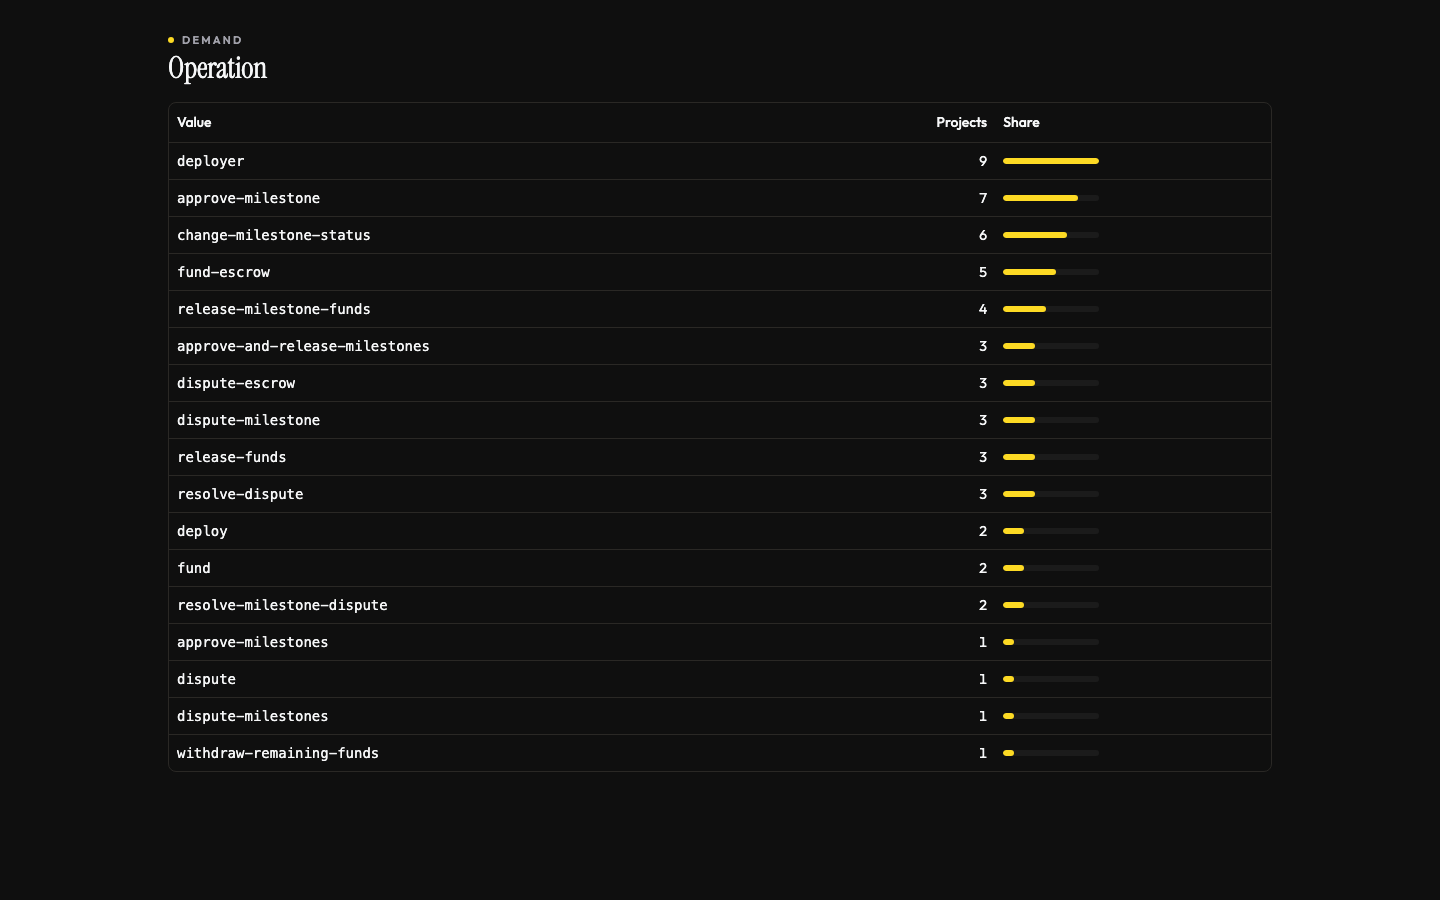 DEMAND
Operation
Value Projects Share
deployer 9
approve-milestone 7
change-milestone-status 6
fund-escrow 5
release-milestone-funds 4
approve-and-release-milestones 3
dispute-escrow 3
dispute-milestone 3
release-funds 3
resolve-dispute 3
deploy 2
fund 2
resolve-milestone-dispute 2
approve-milestones 1
dispute 1
dispute-milestones 1
withdraw-remaining-funds 1